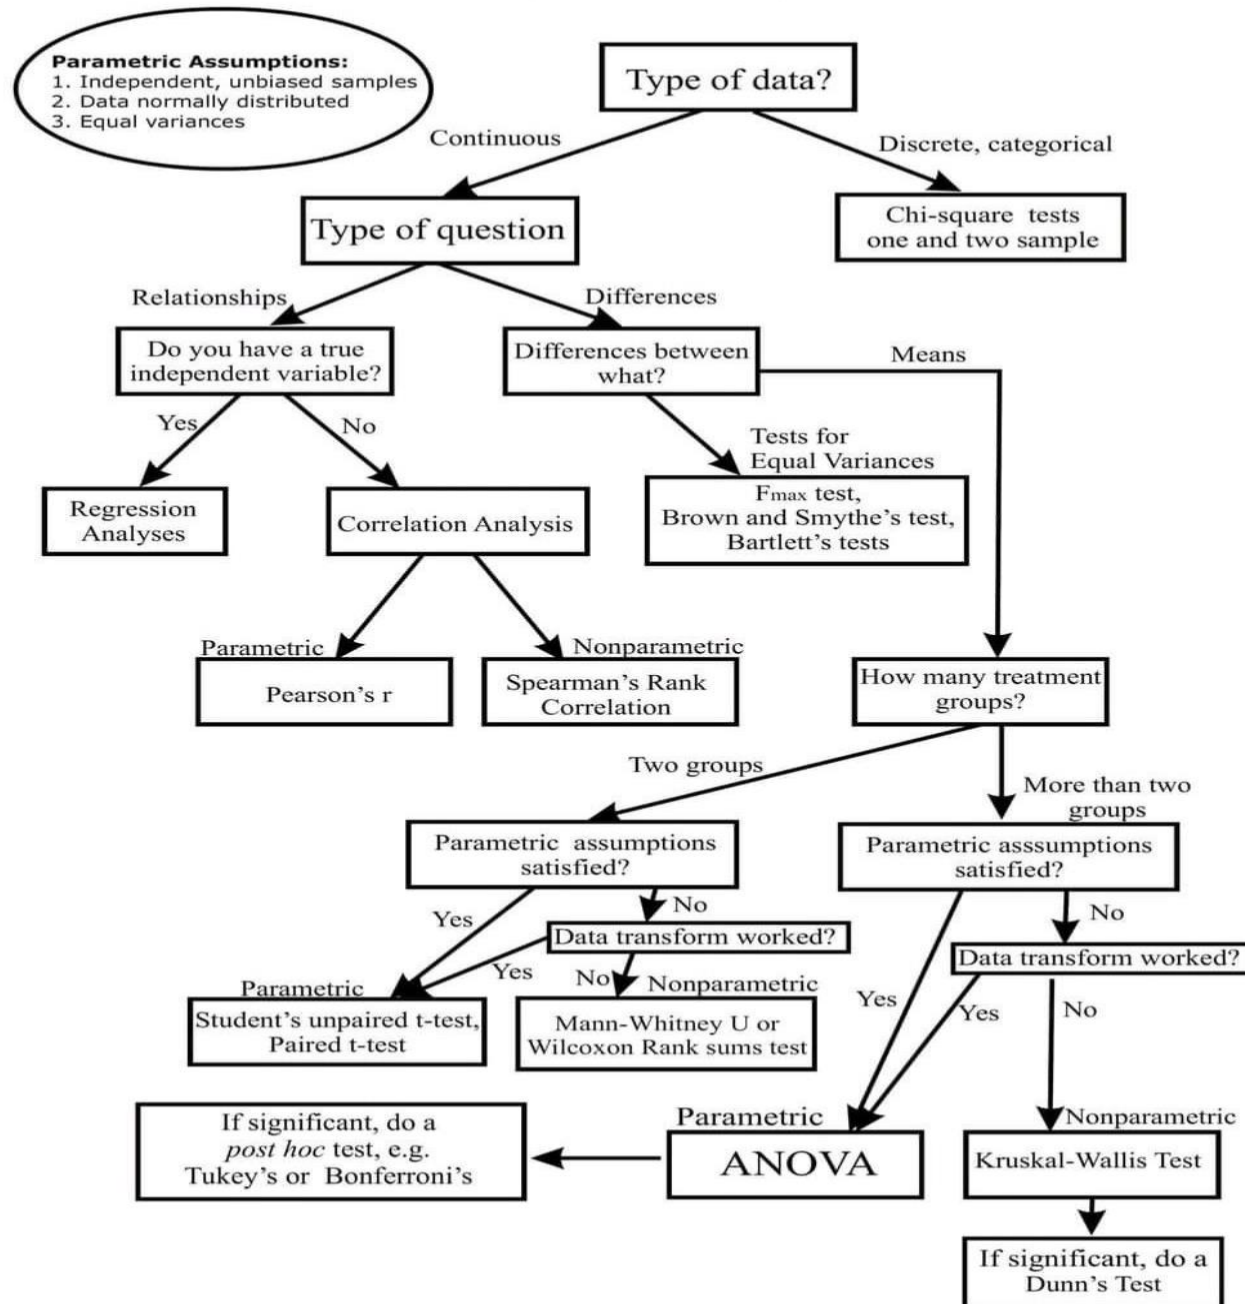 Parametric Assumptions:
1. Independent, unbiased samples
2. Data normally distributed
3. Equal variances
Type of data?
Continuous
Discrete, categorical
Type of question
Chi-square tests
one and two sample
Relationships
Differences
Do you have a true
independent variable?
Differences between
what?
Means
Yes
No
Tests for
Equal Variances
Regression
Analyses
Correlation Analysis
Fmax test,
Brown and Smythe's test,
Bartlett's tests
Parametric
Nonparametric
Pearson's r
Spearman's Rank
Correlation
How many treatment
groups?
Two groups
More than two
groups
Parametric assumptions
satisfied?
Parametric asssumptions
satisfied?
Yes
No
No
Data transform worked?
Data transform worked?
Yes
No
Nonparametric
Parametric
Yes
Yes
No
Student's unpaired t-test,
Paired t-test
Mann-Whitney U or
Wilcoxon Rank sums test
If significant, do a
post hoc test, e.g.
Tukey's or Bonferroni's
Parametric
ANOVA
Nonparametric
Kruskal-Wallis Test
If significant, do a
Dunn's Test